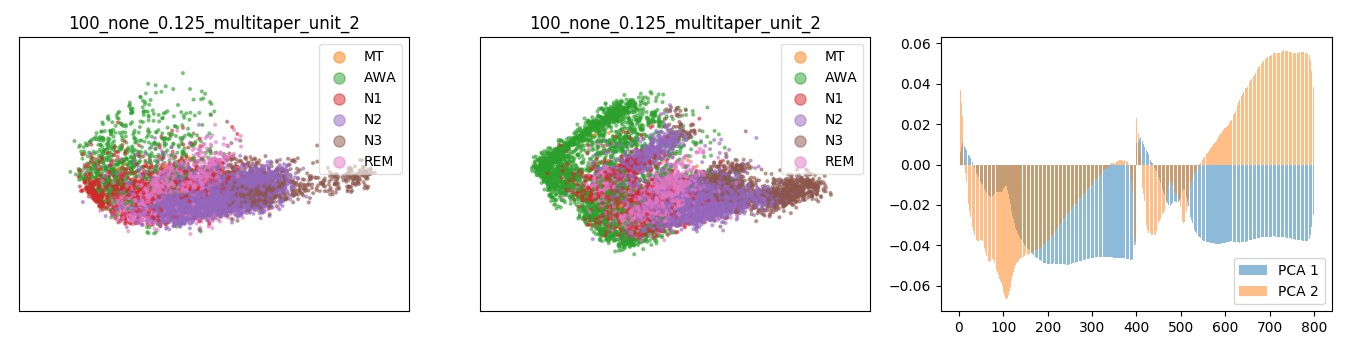 100_none_0.125_multitaper_unit_2
MT
AWA
N1
N2
N3
REM
100_none_0.125_multitaper_unit_2
MT
AWA
N1
N2
N3
REM
0.06
0.04
0.02
0.00
−0.02
−0.04
−0.06
0 100 200 300 400 500 600 700 800
PCA 1
PCA 2